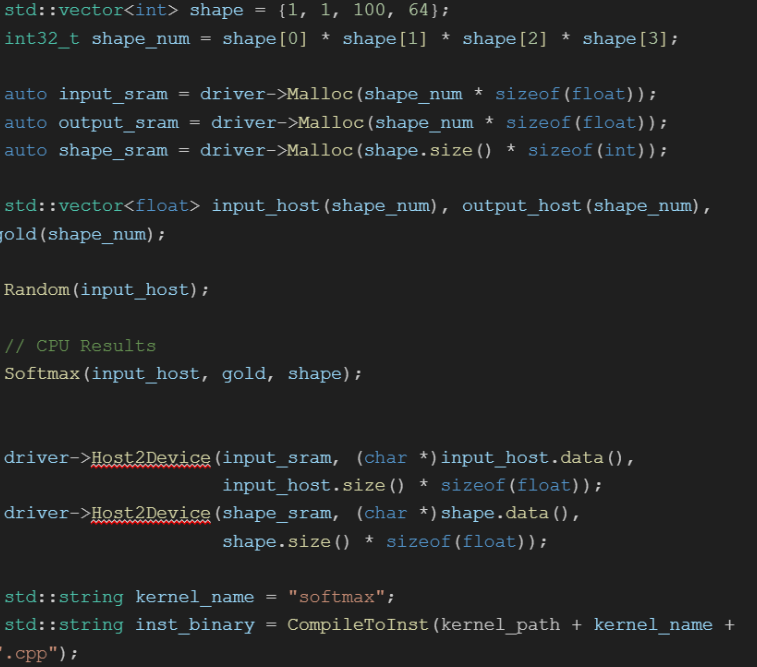 std::vector<int> shape = {1, 1, 100, 64};
int32_t shape_num = shape[0] * shape[1] * shape[2] * shape[3];
auto input_sram = driver->Malloc(shape_num * sizeof(float));
auto output_sram = driver->Malloc(shape_num * sizeof(float));
auto shape_sram = driver->Malloc(shape.size() * sizeof(int));
std::vector<float> input_host(shape_num), output_host(shape_num),
gold(shape_num);
Random(input_host);
// CPU Results
Softmax(input_host, gold, shape);
driver->Host2Device(input_sram, (char *)input_host.data(),
input_host.size() * sizeof(float));
driver->Host2Device(shape_sram, (char *)shape.data(),
shape.size() * sizeof(float));
std::string kernel_name = "softmax";
std::string inst_binary = CompileToInst(kernel_path + kernel_name +
".cpp");